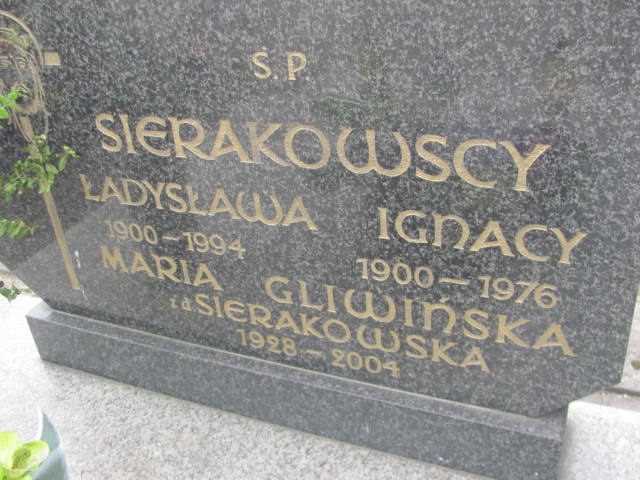 Ś.P.
SIERAKOWSCY
ŁADYSŁAWA IGNACY
1900-1994 1900-1976
MARIA GLIWIŃSKA
z d. SIERAKOWSKA
1928-2004